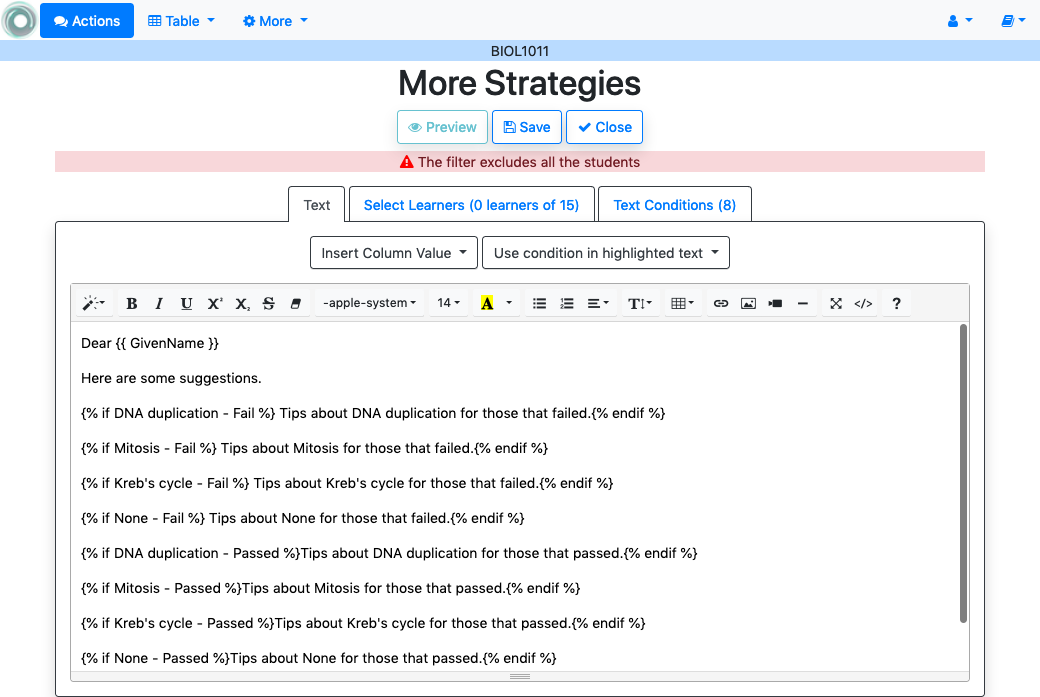 Actions Table More
BIOL1011
More Strategies
Preview Save Close
The filter excludes all the students
Text Select Learners (0 learners of 15) Text Conditions (8)
Insert Column Value Use condition in highlighted text
B I U X² X₂ S -apple-system 14 A T </> ?
Dear {{ GivenName }}
Here are some suggestions.
{% if DNA duplication - Fail %} Tips about DNA duplication for those that failed.{% endif %}
{% if Mitosis - Fail %} Tips about Mitosis for those that failed.{% endif %}
{% if Kreb's cycle - Fail %} Tips about Kreb's cycle for those that failed.{% endif %}
{% if None - Fail %} Tips about None for those that failed.{% endif %}
{% if DNA duplication - Passed %}Tips about DNA duplication for those that passed.{% endif %}
{% if Mitosis - Passed %}Tips about Mitosis for those that passed.{% endif %}
{% if Kreb's cycle - Passed %}Tips about Kreb's cycle for those that passed.{% endif %}
{% if None - Passed %}Tips about None for those that passed.{% endif %}